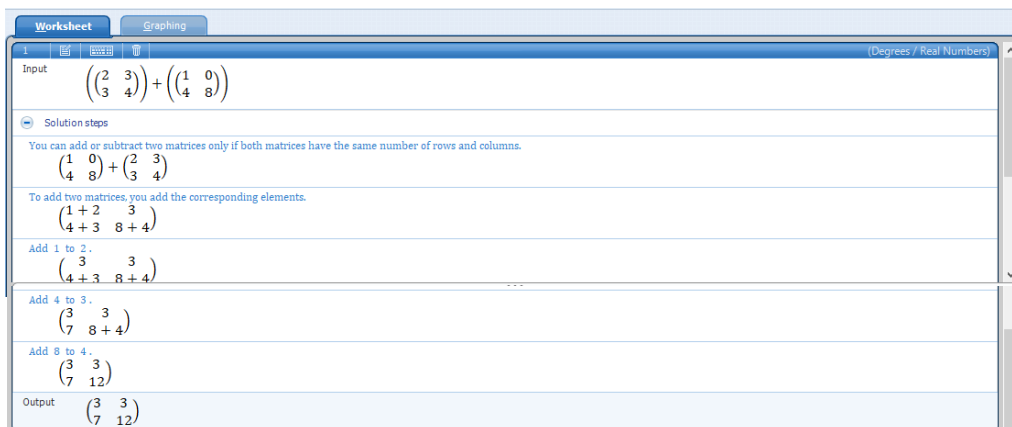 Worksheet Graphing
1 (Degrees / Real Numbers)
Input
((2 3
3 4)) + ((1 0
4 8))
Solution steps
You can add or subtract two matrices only if both matrices have the same number of rows and columns.
(1 0
4 8) + (2 3
3 4)
To add two matrices, you add the corresponding elements.
(1 + 2 3
4 + 3 8 + 4)
Add 1 to 2.
(3 3
4 + 3 8 + 4)
Add 4 to 3.
(3 3
7 8 + 4)
Add 8 to 4.
(3 3
7 12)
Output
(3 3
7 12)